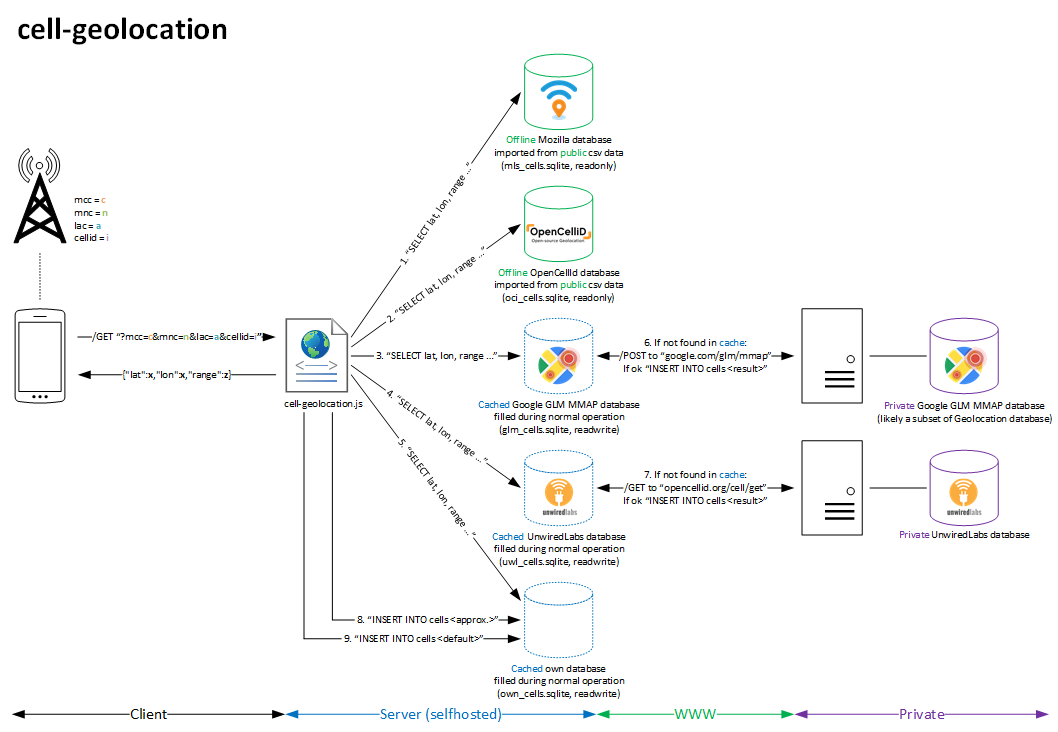 cell-geolocation
mcc = c
mnc = n
lac = a
cellid = i
/GET “?mcc=c&mnc=n&lac=a&cellid=i”
{"lat":x,"lon":x,"range":z}
cell-geolocation.js
1. “SELECT lat, lon, range ...”
2. “SELECT lat, lon, range ...”
3. “SELECT lat, lon, range ...”
4. “SELECT lat, lon, range ...”
5. “SELECT lat, lon, range ...”
Offline Mozilla database
imported from public csv data
(mls_cells.sqlite, readonly)
OpenCelliD
Open-source Geolocation
Offline OpenCellId database
imported from public csv data
(oci_cells.sqlite, readonly)
Cached Google GLM MMAP database
filled during normal operation
(glm_cells.sqlite, readwrite)
6. If not found in cache:
/POST to “google.com/glm/mmap”
If ok “INSERT INTO cells <result>”
Private Google GLM MMAP database
(likely a subset of Geolocation database)
unwiredlabs
Cached UnwiredLabs database
filled during normal operation
(uwl_cells.sqlite, readwrite)
7. If not found in cache:
/GET to “opencellid.org/cell/get”
If ok “INSERT INTO cells <result>”
unwiredlabs
Private UnwiredLabs database
8. “INSERT INTO cells <approx.>”
9. “INSERT INTO cells <default>”
Cached own database
filled during normal operation
(own_cells.sqlite, readwrite)
Client
Server (selfhosted)
WWW
Private